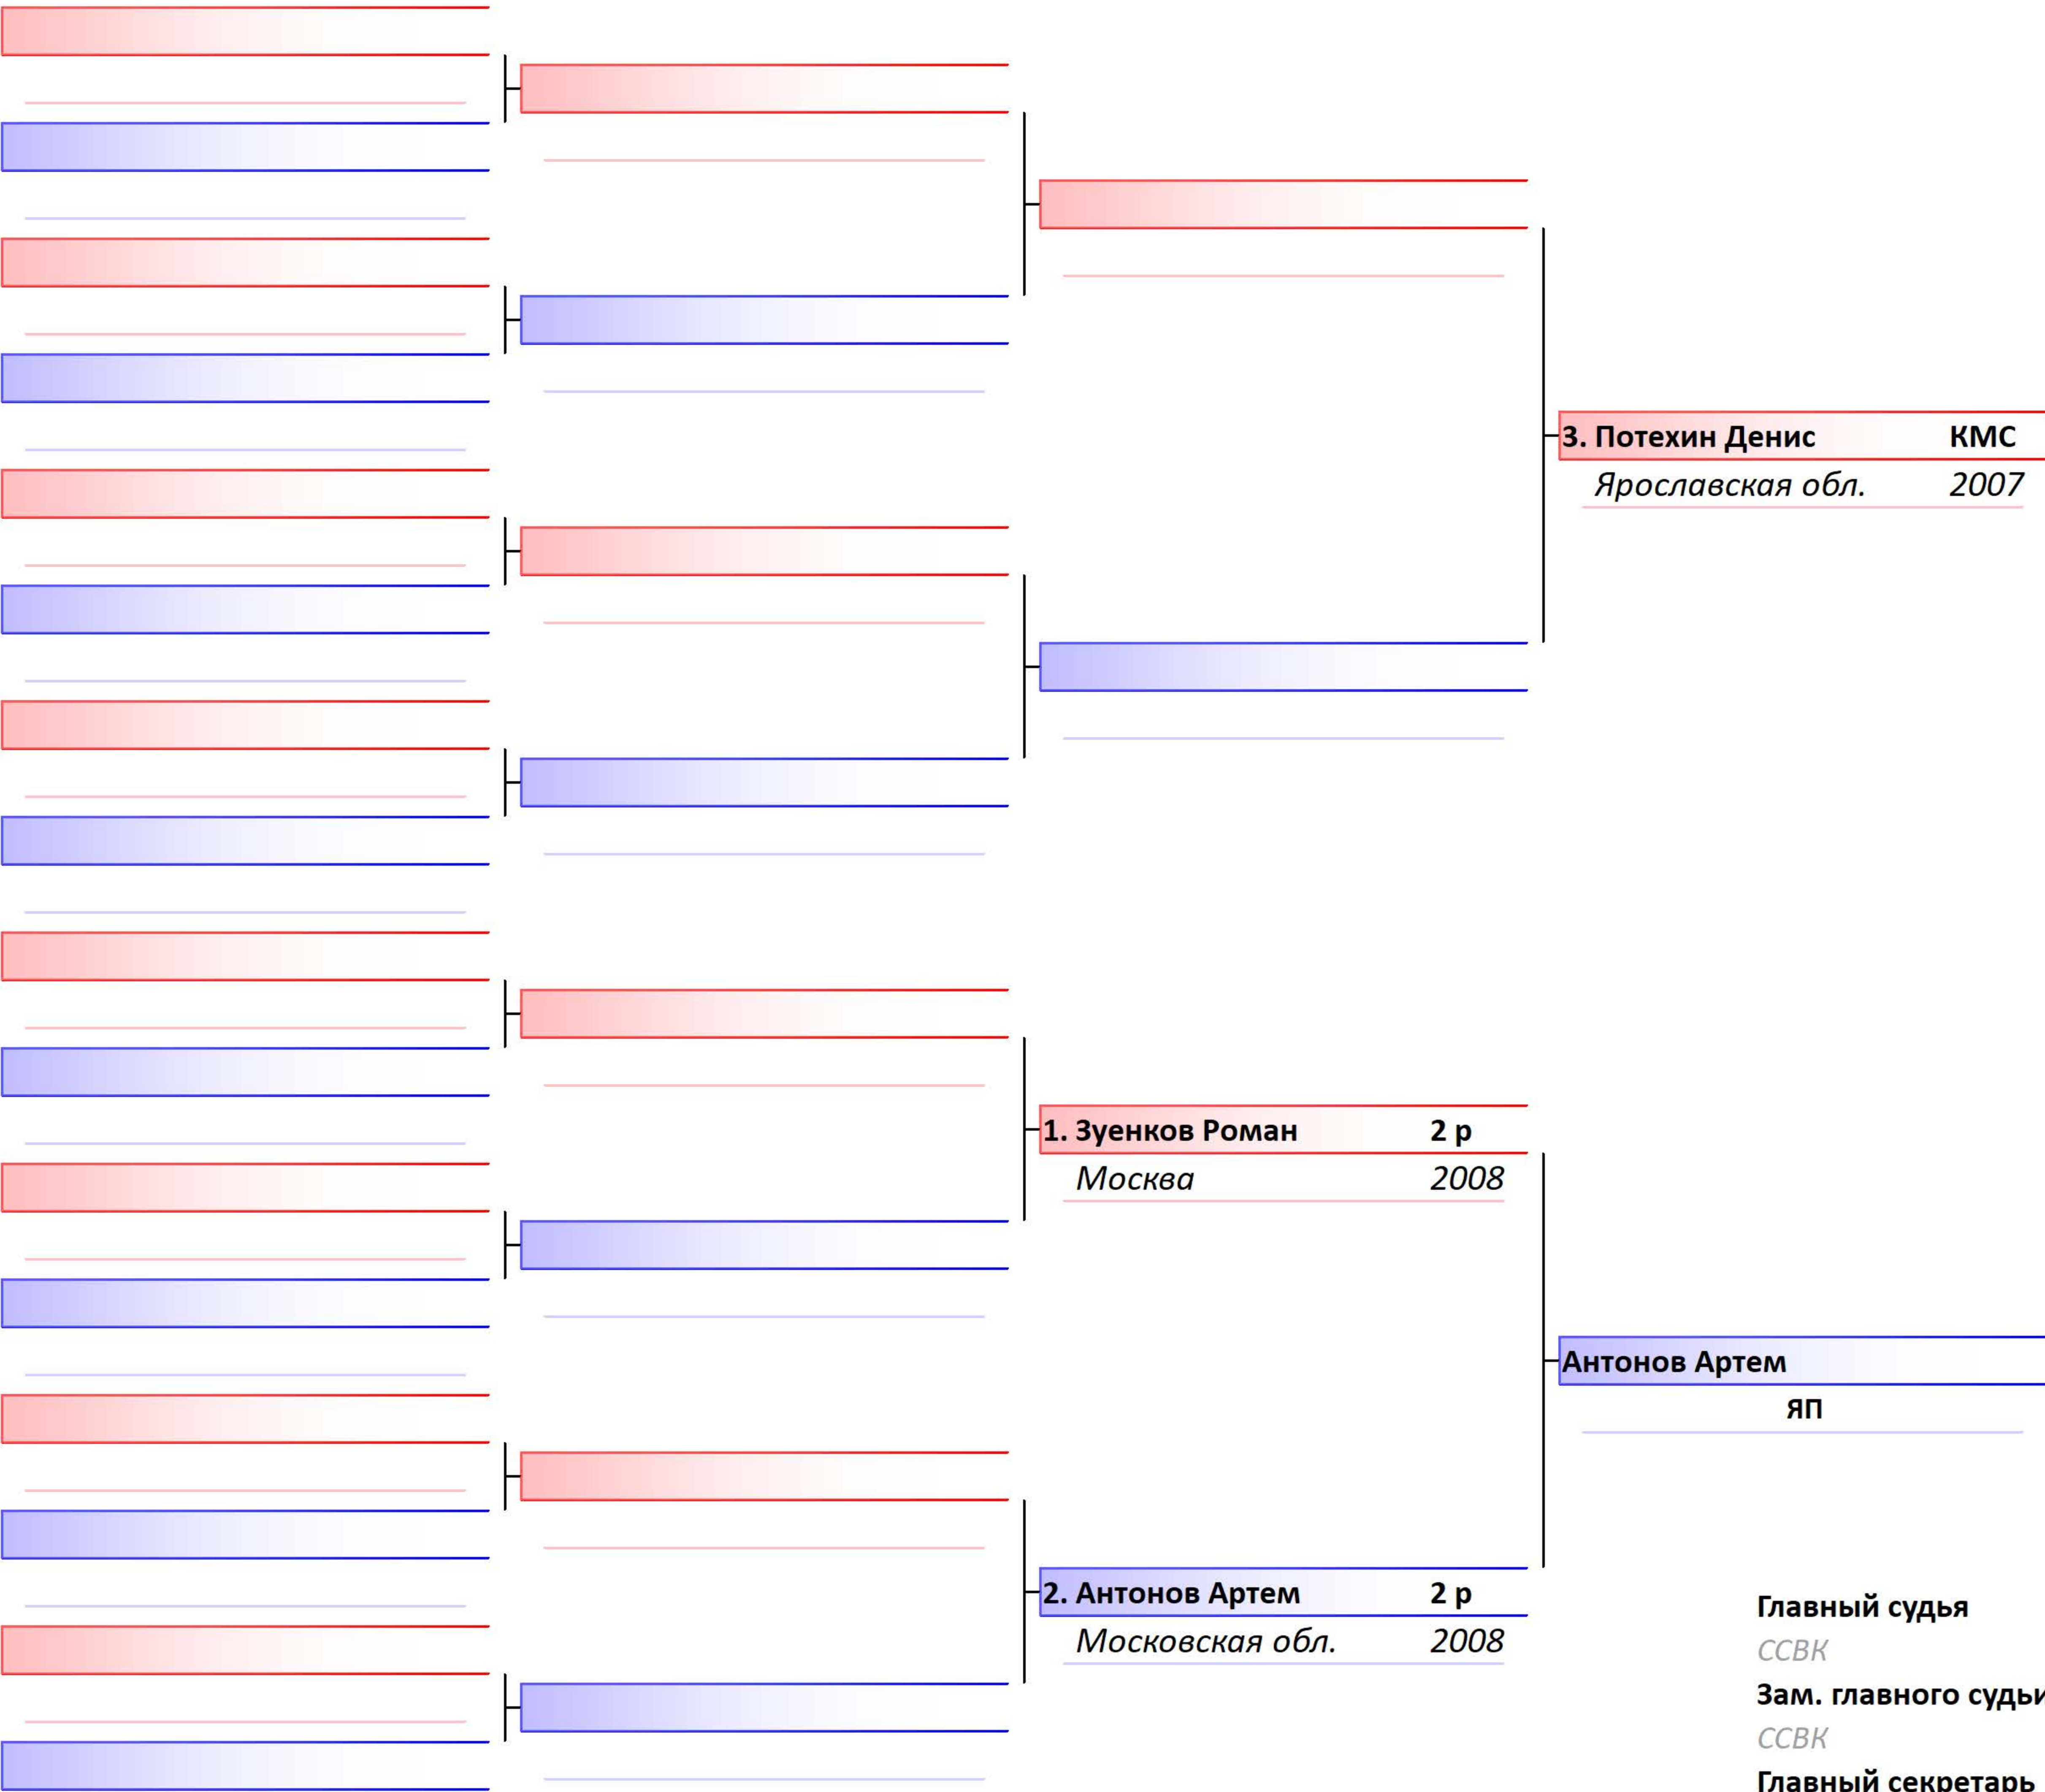 3. Потехин Денис КМС
Ярославская обл. 2007
1. Зуенков Роман 2 р
Москва 2008
Антонов Артем
ЯП
2. Антонов Артем 2 р
Московская обл. 2008
Главный судья
ССВК
Зам. главного судьи
ССВК
Главный секретарь